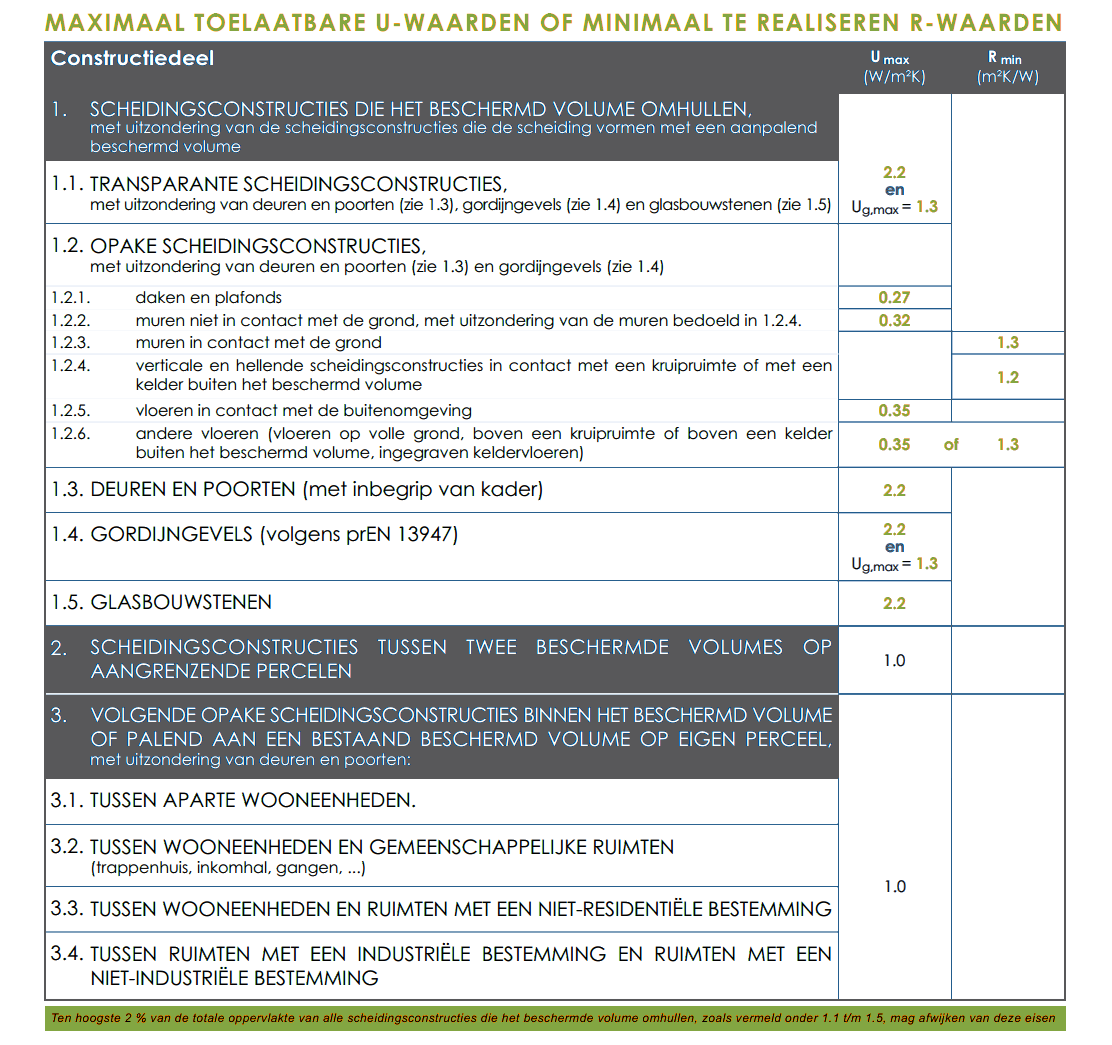 MAXIMAAL TOELAATBARE U-WAARDEN OF MINIMAAL TE REALISEREN R-WAARDEN
Constructiedeel U max (W/m²K) R min (m²K/W)
1. SCHEIDINGSCONSTRUCTIES DIE HET BESCHERMD VOLUME OMHULLEN,
met uitzondering van de scheidingsconstructies die de scheiding vormen met een aanpalend
beschermd volume
1.1. TRANSPARANTE SCHEIDINGSCONSTRUCTIES,
met uitzondering van deuren en poorten (zie 1.3), gordijngevels (zie 1.4) en glasbouwstenen (zie 1.5)
2.2
en
Ug,max = 1.3
1.2. OPAKE SCHEIDINGSCONSTRUCTIES,
met uitzondering van deuren en poorten (zie 1.3) en gordijngevels (zie 1.4)
1.2.1. daken en plafonds 0.27
1.2.2. muren niet in contact met de grond, met uitzondering van de muren bedoeld in 1.2.4. 0.32
1.2.3. muren in contact met de grond 1.3
1.2.4. verticale en hellende scheidingsconstructies in contact met een kruipruimte of met een
kelder buiten het beschermd volume 1.2
1.2.5. vloeren in contact met de buitenomgeving 0.35
1.2.6. andere vloeren (vloeren op volle grond, boven een kruipruimte of boven een kelder
buiten het beschermd volume, ingegraven keldervloeren) 0.35 of 1.3
1.3. DEUREN EN POORTEN (met inbegrip van kader) 2.2
1.4. GORDIJNGEVELS (volgens prEN 13947)
2.2
en
Ug,max = 1.3
1.5. GLASBOUWSTENEN 2.2
2. SCHEIDINGSCONSTRUCTIES TUSSEN TWEE BESCHERMDE VOLUMES OP
AANGRENZENDE PERCELEN 1.0
3. VOLGENDE OPAKE SCHEIDINGSCONSTRUCTIES BINNEN HET BESCHERMD VOLUME
OF PALEND AAN EEN BESTAAND BESCHERMD VOLUME OP EIGEN PERCEEL,
met uitzondering van deuren en poorten:
3.1. TUSSEN APARTE WOONEENHEDEN.
3.2. TUSSEN WOONEENHEDEN EN GEMEENSCHAPPELIJKE RUIMTEN
(trappenhuis, inkomhal, gangen, ...)
1.0
3.3. TUSSEN WOONEENHEDEN EN RUIMTEN MET EEN NIET-RESIDENTIËLE BESTEMMING
3.4. TUSSEN RUIMTEN MET EEN INDUSTRIËLE BESTEMMING EN RUIMTEN MET EEN
NIET-INDUSTRIËLE BESTEMMING
Ten hoogste 2 % van de totale oppervlakte van alle scheidingsconstructies die het beschermde volume omhullen, zoals vermeld onder 1.1 t/m 1.5, mag afwijken van deze eisen